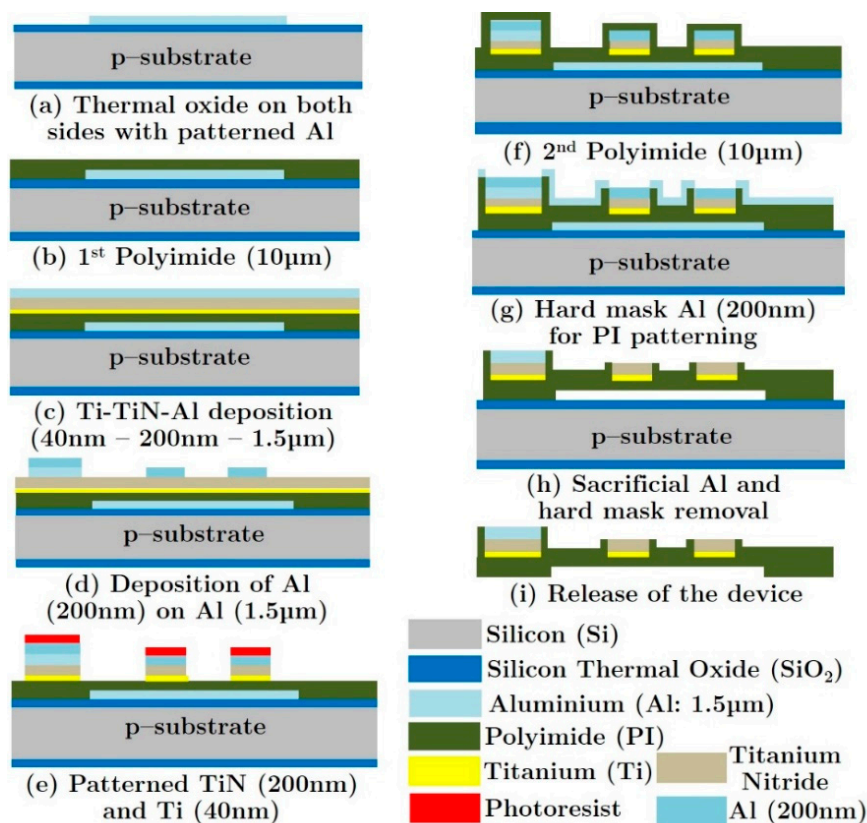 p–substrate
(a) Thermal oxide on both
sides with patterned Al
p–substrate
(b) 1st Polyimide (10µm)
p–substrate
(c) Ti-TiN-Al deposition
(40nm – 200nm – 1.5µm)
p–substrate
(d) Deposition of Al
(200nm) on Al (1.5µm)
p–substrate
(e) Patterned TiN (200nm)
and Ti (40nm)
p–substrate
(f) 2nd Polyimide (10µm)
p–substrate
(g) Hard mask Al (200nm)
for PI patterning
p–substrate
(h) Sacrificial Al and
hard mask removal
(i) Release of the device
Silicon (Si)
Silicon Thermal Oxide (SiO₂)
Aluminium (Al: 1.5µm)
Polyimide (PI)
Titanium (Ti)
Titanium
Nitride
Photoresist
Al (200nm)